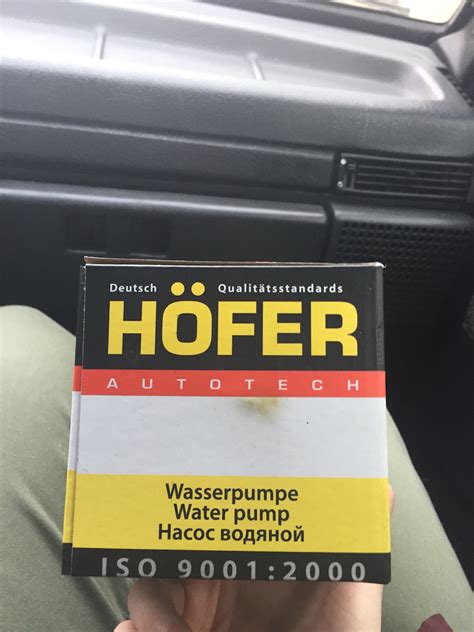 Deutsch Qualitätsstandards
HÖFER
AUTOTECH
Wasserpumpe
Water pump
Насос водяной
ISO 9001:2000